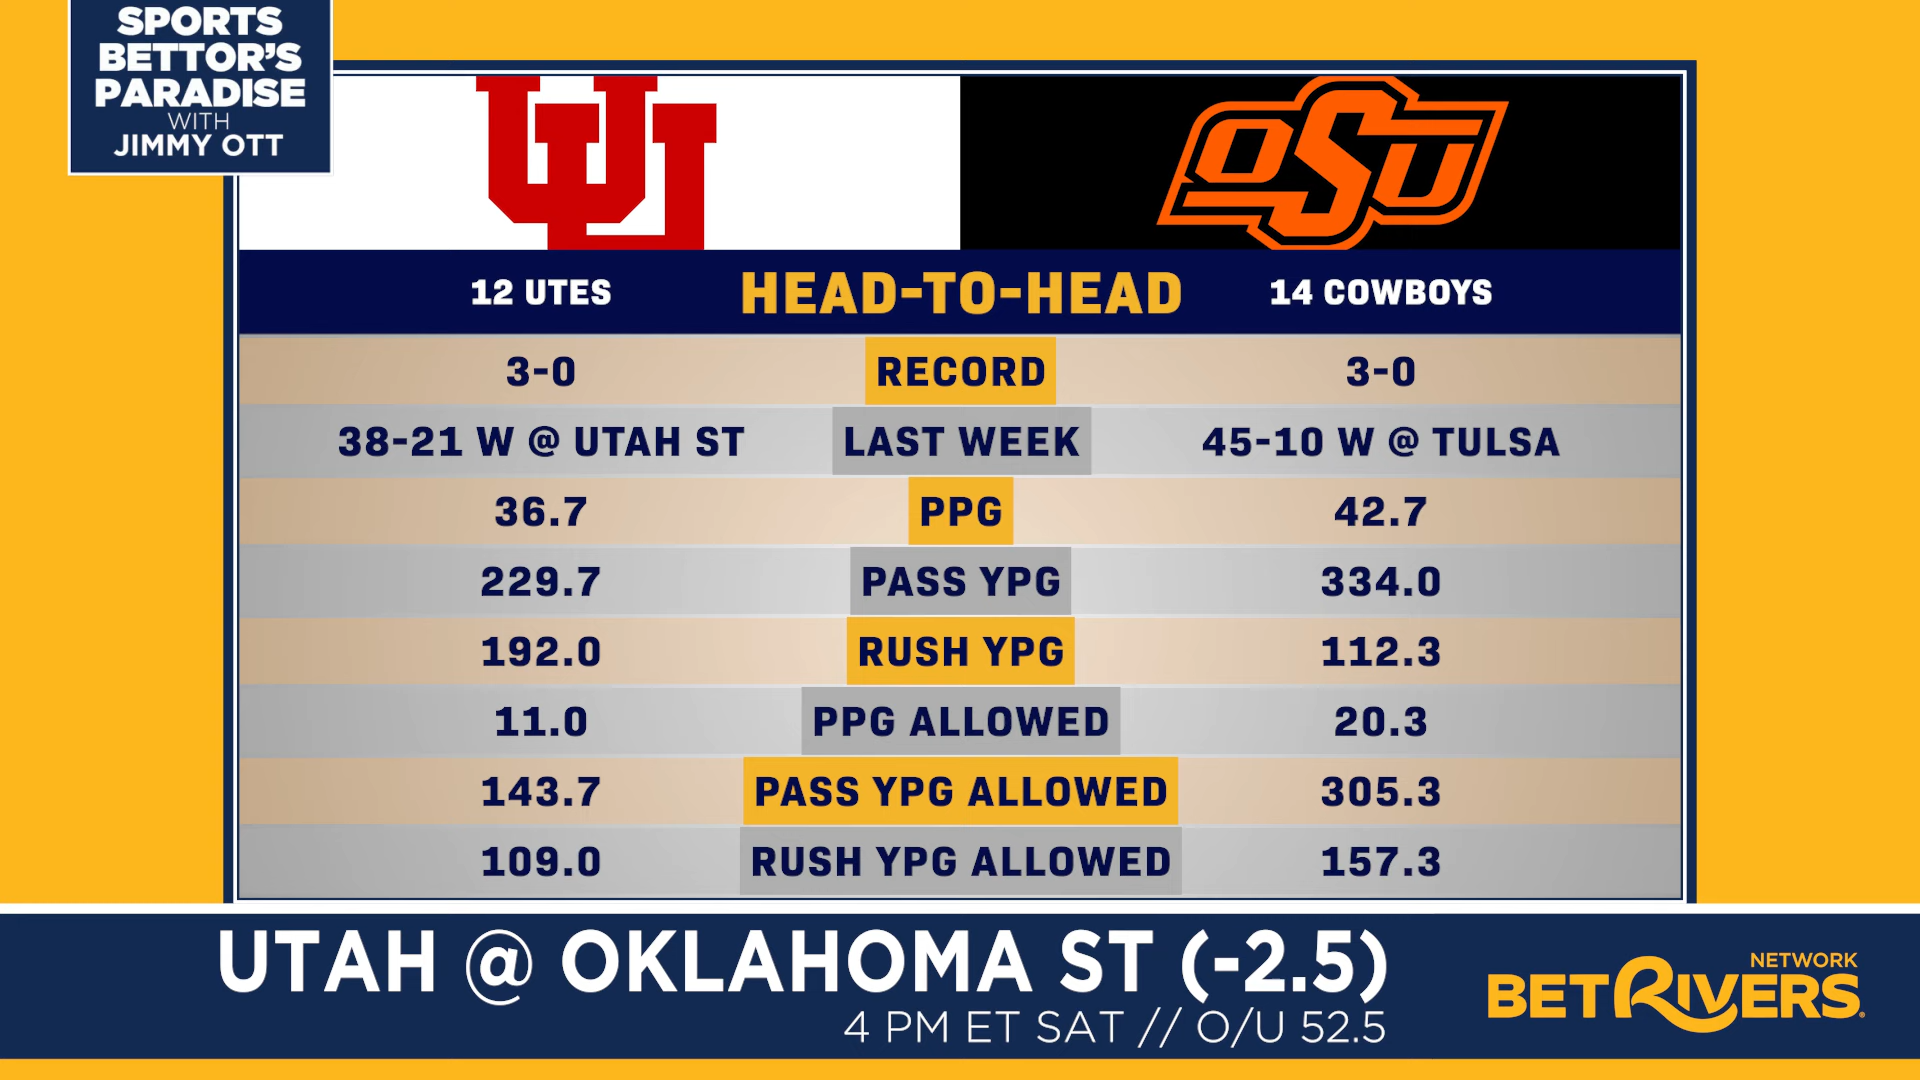 SPORTS
BETTOR'S
PARADISE
WITH
JIMMY OTT
OSU
12 UTES HEAD-TO-HEAD 14 COWBOYS
3-0 RECORD 3-0
38-21 W @ UTAH ST LAST WEEK 45-10 W @ TULSA
36.7 PPG 42.7
229.7 PASS YPG 334.0
192.0 RUSH YPG 112.3
11.0 PPG ALLOWED 20.3
143.7 PASS YPG ALLOWED 305.3
109.0 RUSH YPG ALLOWED 157.3
UTAH @ OKLAHOMA ST (-2.5)
4 PM ET SAT // O/U 52.5
NETWORK
BETRIVERS